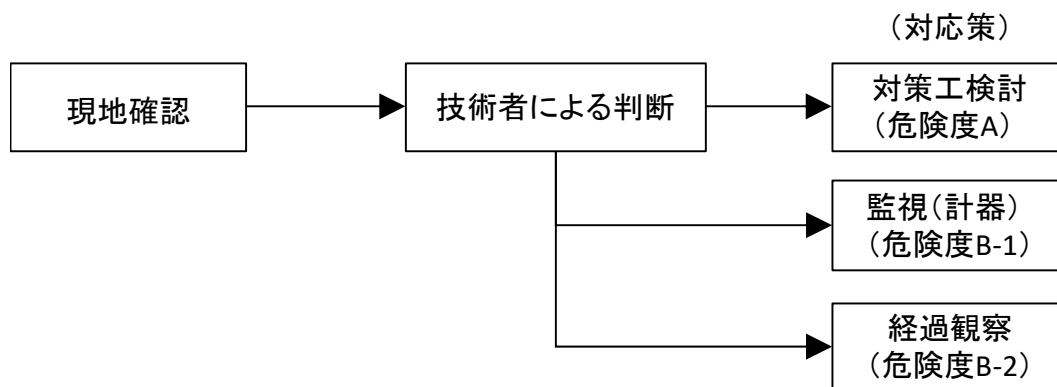 （対応策）
現地確認
技術者による判断
対策工検討
（危険度A）
監視（計器）
（危険度B-1）
経過観察
（危険度B-2）